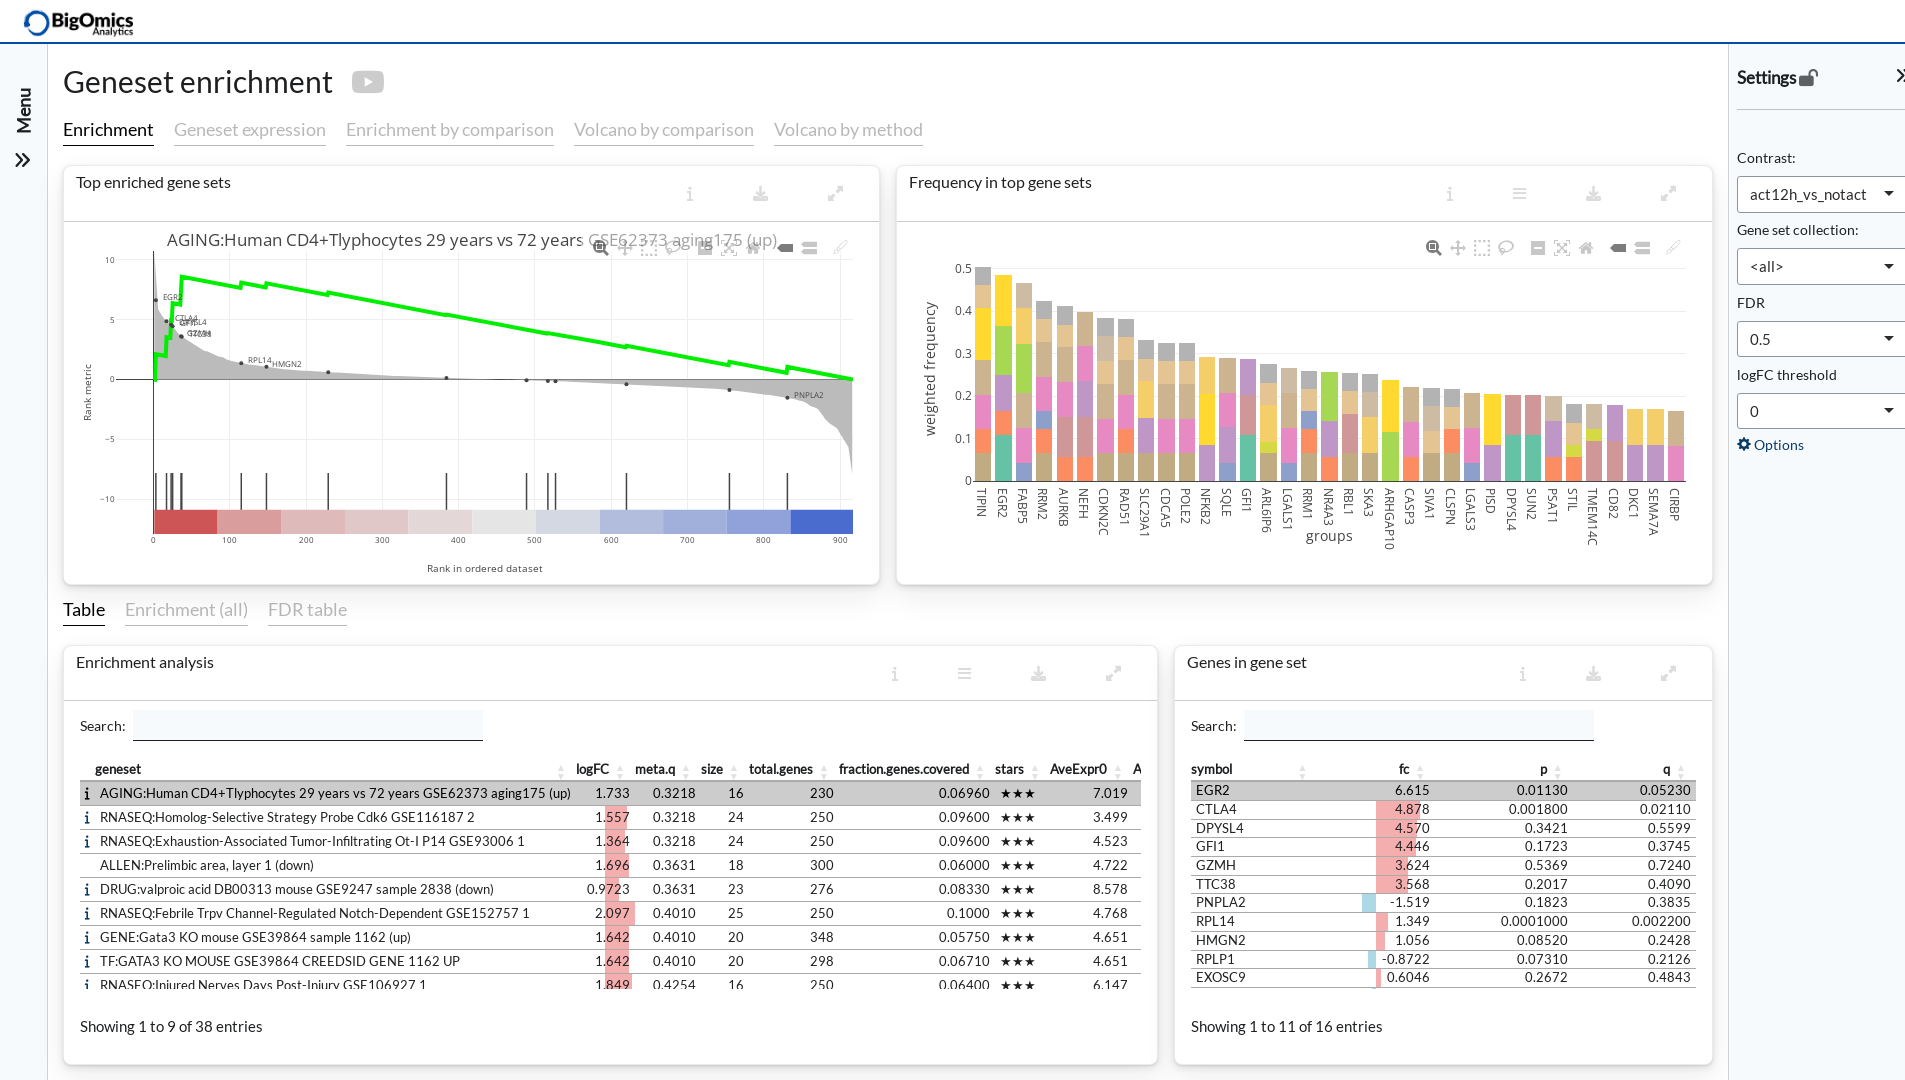 BigOmics
Analytics
Menu
Geneset enrichment
Enrichment Geneset expression Enrichment by comparison Volcano by comparison Volcano by method
Top enriched gene sets
AGING:Human CD4+Tlyphocytes 29 years vs 72 years GSE62373 aging175 (up)
10
5
0
−5
−10
Rank metric
EGR2
CTLA4
RPL14
HMGN2
PNPLA2
0 100 200 300 400 500 600 700 800 900
Rank in ordered dataset
Frequency in top gene sets
0.5
0.4
0.3
0.2
0.1
0
weighted frequency
TIPIN EGR2 FABP5 RRM2 AURKB NEFH CDKN2C RAD51 SLC29A1 CDCA5 POLE2 NFKB2 SQLE GFI1 ARL6IP6 LGALS1 RRM1 NR4A3 RBL1 SKA3 ARHGAP10 CASP3 SIVA1 CLSPN LGALS3 PISD DPYSL4 SUN2 PSAT1 STIL TMEM14C CD82 DKC1 SEMA7A CIRBP
groups
Table Enrichment (all) FDR table
Enrichment analysis
Search:
geneset logFC meta.q size total.genes fraction.genes.covered stars AveExpr0 A
AGING:Human CD4+Tlyphocytes 29 years vs 72 years GSE62373 aging175 (up) 1.733 0.3218 16 230 0.06960 ★★★ 7.019
RNASEQ:Homolog-Selective Strategy Probe Cdk6 GSE116187 2 1.557 0.3218 24 250 0.09600 ★★★ 3.499
RNASEQ:Exhaustion-Associated Tumor-Infiltrating Ot-I P14 GSE93006 1 1.364 0.3218 24 250 0.09600 ★★★ 4.523
ALLEN:Prelimbic area, layer 1 (down) 1.696 0.3631 18 300 0.06000 ★★★ 4.722
DRUG:valproic acid DB00313 mouse GSE9247 sample 2838 (down) 0.9723 0.3631 23 276 0.08330 ★★★ 8.578
RNASEQ:Febrile Trpv Channel-Regulated Notch-Dependent GSE152757 1 2.097 0.4010 25 250 0.1000 ★★★ 4.768
GENE:Gata3 KO mouse GSE39864 sample 1162 (up) 1.642 0.4010 20 348 0.05750 ★★★ 4.651
TF:GATA3 KO MOUSE GSE39864 CREEDSID GENE 1162 UP 1.642 0.4010 20 298 0.06710 ★★★ 4.651
RNASEQ:Injured Nerves Days Post-Injury GSE106927 1 1.849 0.4254 16 250 0.06400 ★★★ 6.147
Showing 1 to 9 of 38 entries
Genes in gene set
Search:
symbol fc p q
EGR2 6.615 0.01130 0.05230
CTLA4 4.878 0.001800 0.02110
DPYSL4 4.570 0.3421 0.5599
GFI1 4.446 0.1723 0.3745
GZMH 3.624 0.5369 0.7240
TTC38 3.568 0.2017 0.4090
PNPLA2 -1.519 0.1823 0.3835
RPL14 1.349 0.0001000 0.002200
HMGN2 1.056 0.08520 0.2428
RPLP1 -0.8722 0.07310 0.2126
EXOSC9 0.6046 0.2672 0.4843
Showing 1 to 11 of 16 entries
Settings
Contrast:
act12h_vs_notact
Gene set collection:
<all>
FDR
0.5
logFC threshold
0
Options